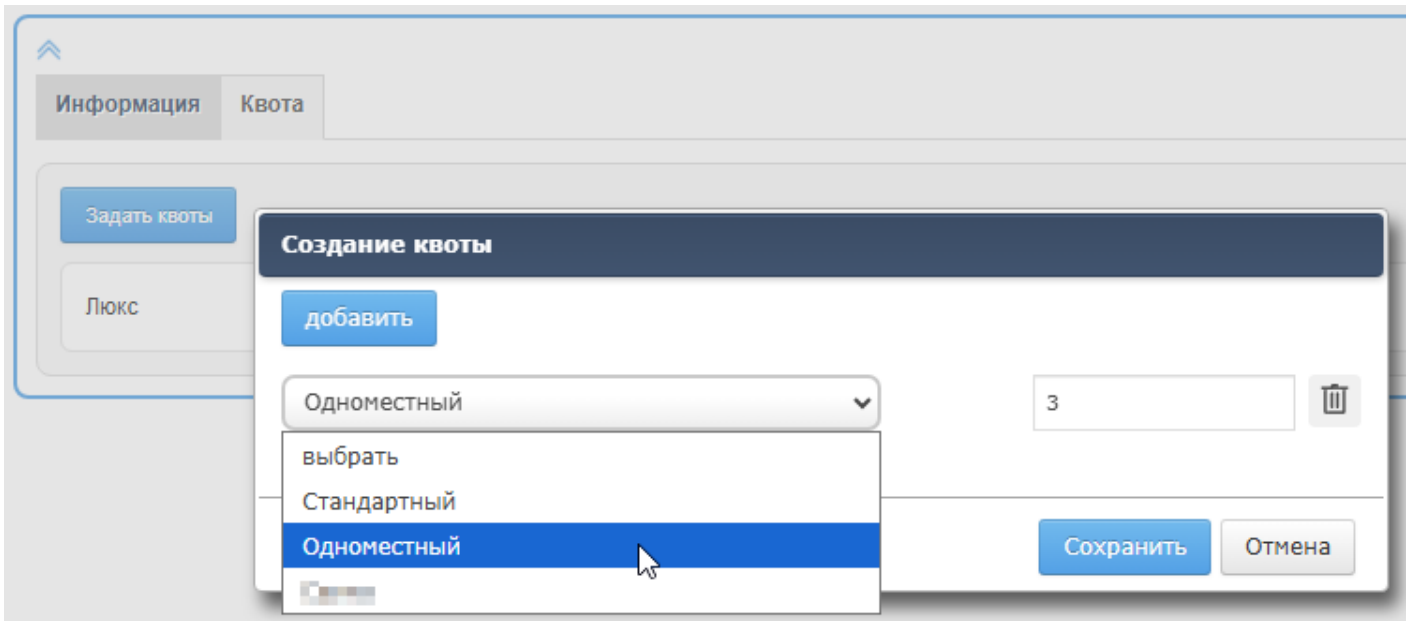 Информация Квота
Задать квоты
Создание квоты
Люкс
добавить
Одноместный 3
выбрать
Стандартный
Одноместный
Сохранить Отмена